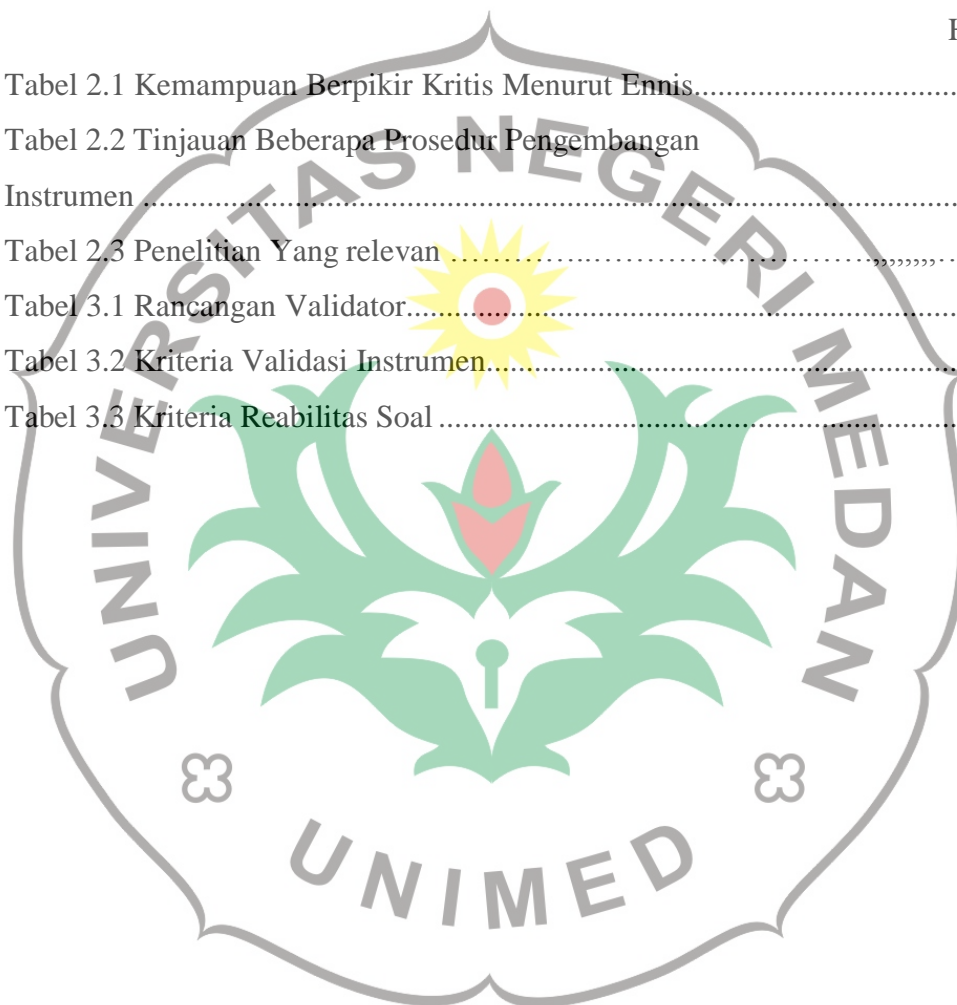 Tabel 2.1 Kemampuan Berpikir Kritis Menurut Ennis.................................
Tabel 2.2 Tinjauan Beberapa Prosedur Pengembangan
Instrumen ......................................................................................................
Tabel 2.3 Penelitian Yang relevan ……………………………………,,,,,,,,…
Tabel 3.1 Rancangan Validator.....................................................................
Tabel 3.2 Kriteria Validasi Instrumen...........................................................
Tabel 3.3 Kriteria Reabilitas Soal .................................................................
UNIVERSITAS NEGERI MEDAN
UNIMED